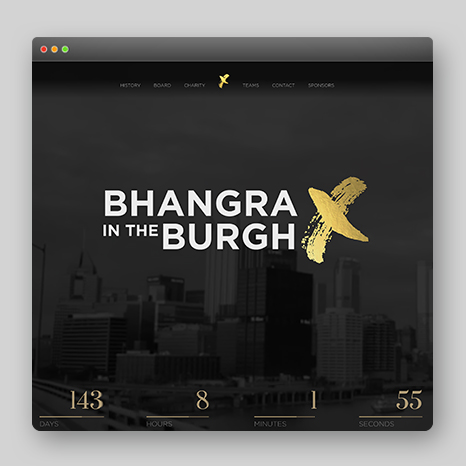 HISTORY BOARD CHARITY TEAMS CONTACT SPONSORS
BHANGRA
IN THE BURGH
143 8 1 55
DAYS HOURS MINUTES SECONDS